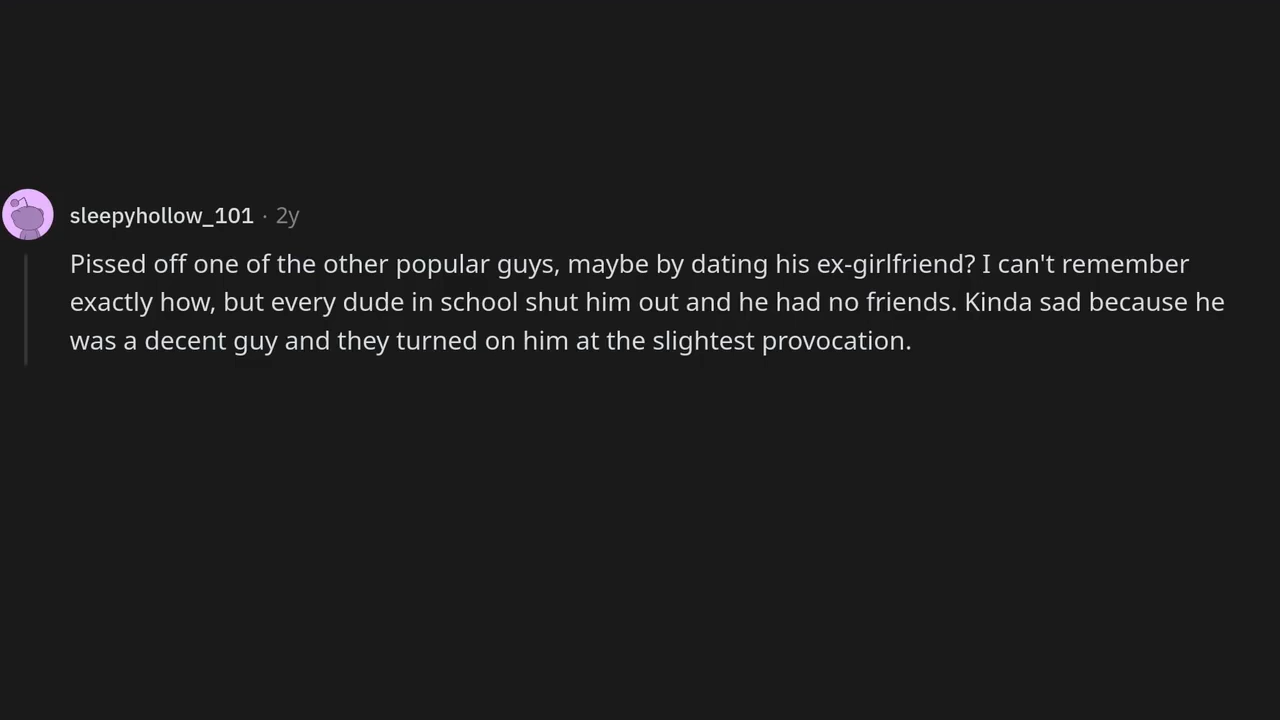 sleepyhollow_101 · 2y
Pissed off one of the other popular guys, maybe by dating his ex-girlfriend? I can't remember
exactly how, but every dude in school shut him out and he had no friends. Kinda sad because he
was a decent guy and they turned on him at the slightest provocation.